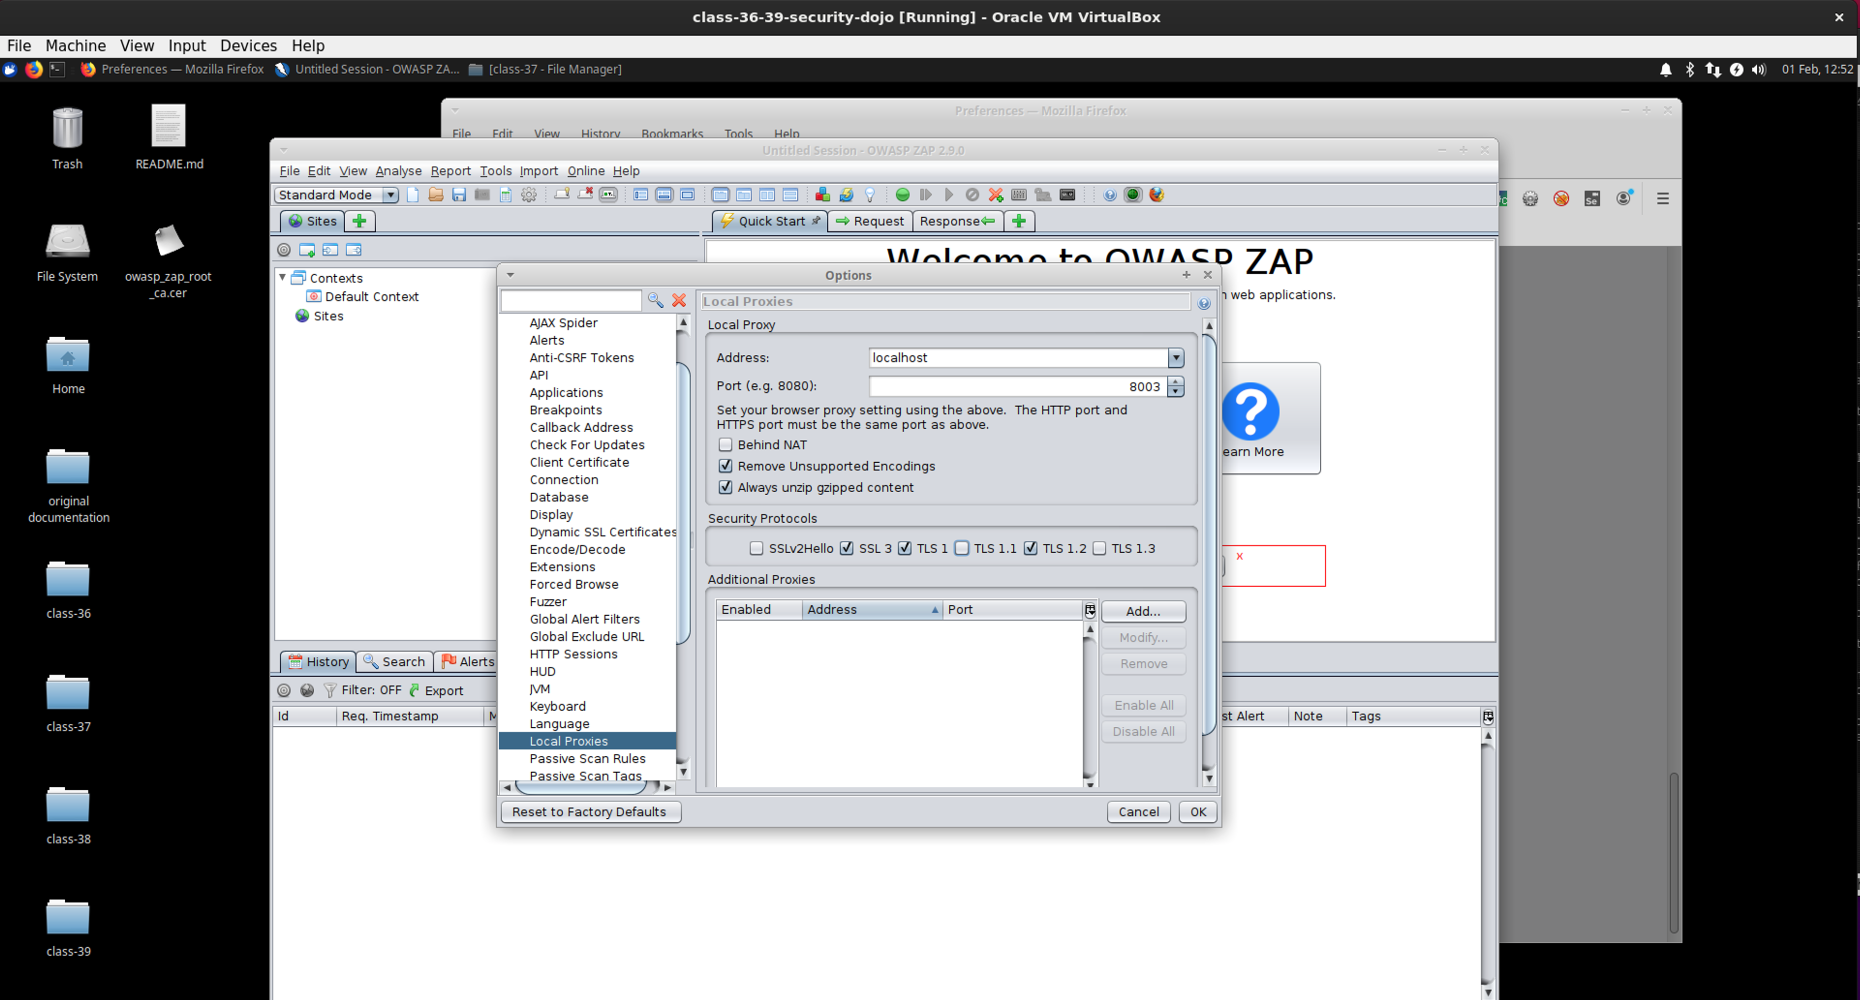 class-36-39-security-dojo [Running] - Oracle VM VirtualBox
File Machine View Input Devices Help
Preferences — Mozilla Firefox Untitled Session - OWASP ZA... [class-37 - File Manager] 01 Feb, 12:52
Preferences — Mozilla Firefox
File Edit View History Bookmarks Tools Help
Untitled Session - OWASP ZAP 2.9.0
File Edit View Analyse Report Tools Import Online Help
Standard Mode
Sites
Quick Start Request Response
Welcome to OWASP ZAP
web applications.
Contexts
Default Context
Sites
Learn More
x
Trash
README.md
File System
owasp_zap_root
_ca.cer
Home
original
documentation
class-36
class-37
class-38
class-39
Options
AJAX Spider
Alerts
Anti-CSRF Tokens
API
Applications
Breakpoints
Callback Address
Check For Updates
Client Certificate
Connection
Database
Display
Dynamic SSL Certificates
Encode/Decode
Extensions
Forced Browse
Fuzzer
Global Alert Filters
Global Exclude URL
HTTP Sessions
HUD
JVM
Keyboard
Language
Local Proxies
Passive Scan Rules
Passive Scan Tags
Local Proxies
Local Proxy
Address: localhost
Port (e.g. 8080): 8003
Set your browser proxy setting using the above. The HTTP port and
HTTPS port must be the same port as above.
Behind NAT
Remove Unsupported Encodings
Always unzip gzipped content
Security Protocols
SSLv2Hello SSL 3 TLS 1 TLS 1.1 TLS 1.2 TLS 1.3
Additional Proxies
Enabled Address Port
Add...
Modify...
Remove
Enable All
Disable All
Reset to Factory Defaults Cancel OK
History Search Alerts
Filter: OFF Export
Id Req. Timestamp M st Alert Note Tags